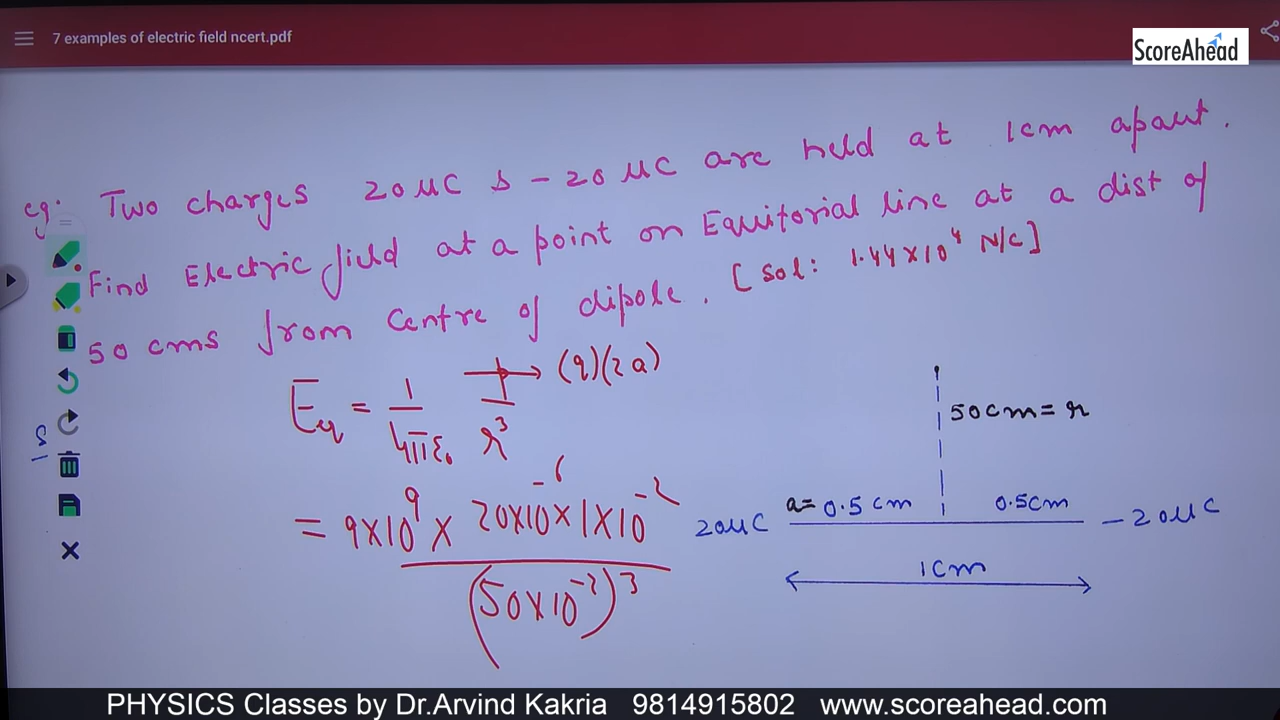 7 examples of electric field ncert.pdf
ScoreAhead
eg: Two charges 20 μC & -20 μC are held at 1cm apart.
Find Electric field at a point on Equitorial line at a dist of
50 cms from Centre of dipole. [Sol: 1.44×10⁴ N/C]
E_eq = 1/4πε₀ p/r³ → (q)(2a)
= 9×10⁹ × 20×10⁻⁶×1×10⁻²/(50×10⁻²)³
50cm = r
20μC a= 0.5 cm 0.5cm -20μC
1cm
PHYSICS Classes by Dr.Arvind Kakria 9814915802 www.scoreahead.com